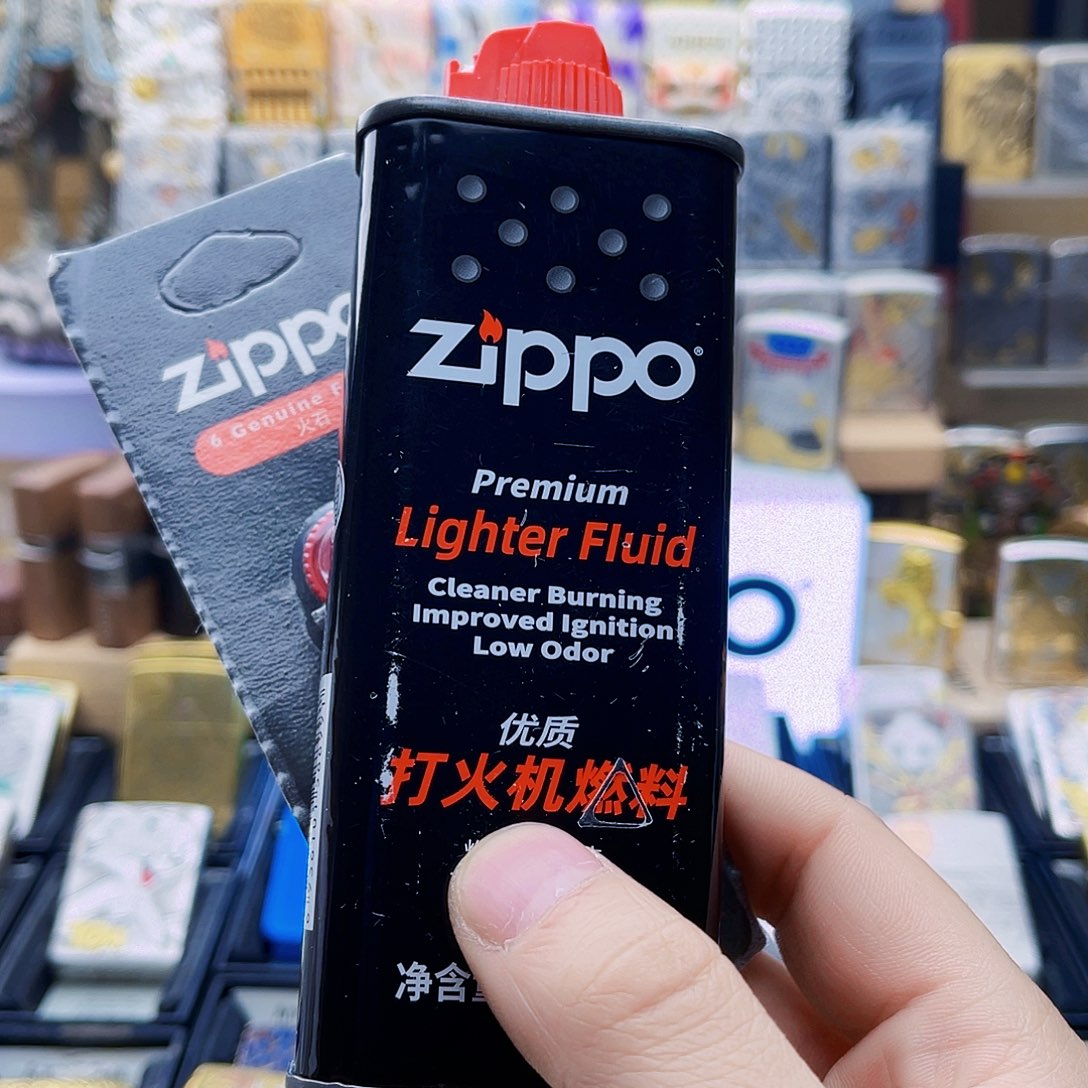 zippo
Premium
Lighter Fluid
Cleaner Burning
Improved Ignition
Low Odor
优质
打火机燃料
净含
zippo
6 Genuine
火石